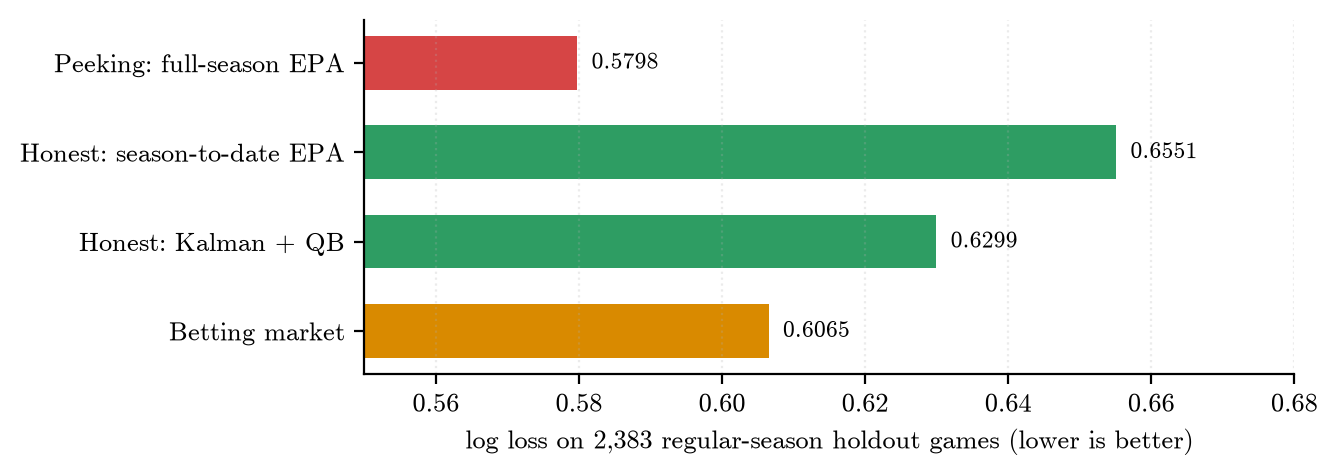 Peeking: full-season EPA
0.5798
Honest: season-to-date EPA
0.6551
Honest: Kalman + QB
0.6299
Betting market
0.6065
0.56 0.58 0.60 0.62 0.64 0.66 0.68
log loss on 2,383 regular-season holdout games (lower is better)